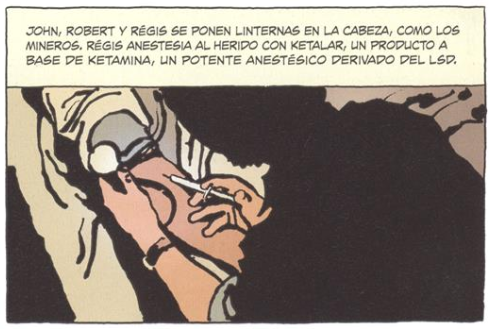 JOHN, ROBERT Y RÉGIS SE PONEN LINTERNAS EN LA CABEZA, COMO LOS
MINEROS. RÉGIS ANESTESIA AL HERIDO CON KETALAR, UN PRODUCTO A
BASE DE KETAMINA, UN POTENTE ANESTÉSICO DERIVADO DEL LSD.